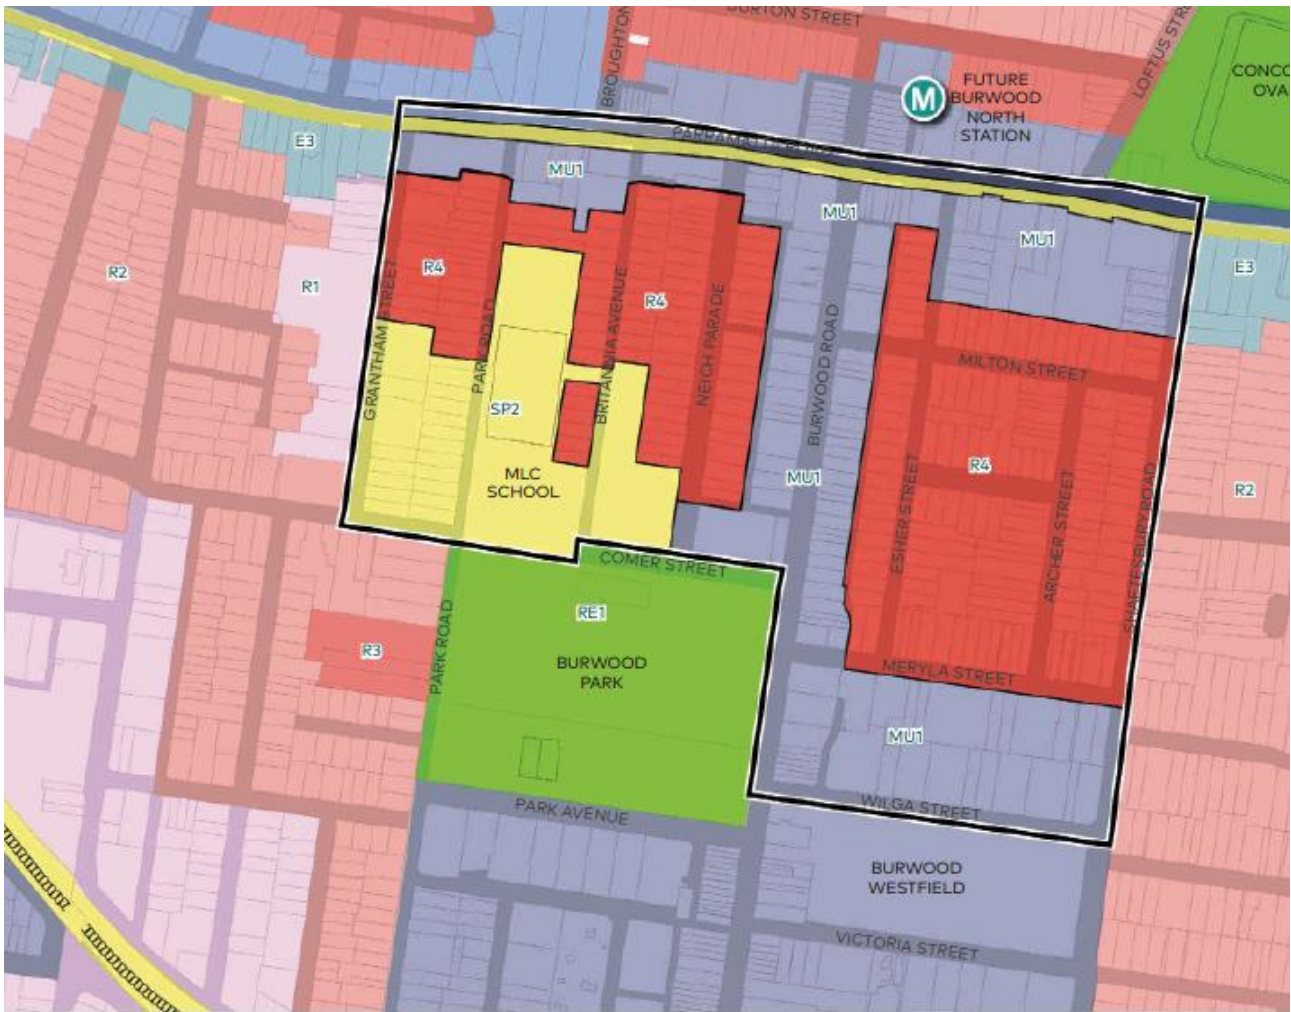 BURTON STREET
BROUGHTON
LOFTUS STR
CONCO
OVA
M
FUTURE
BURWOOD
NORTH
STATION
E3
PARRAMATTA ROAD
MU1
MU1
MU1
E3
R2
R1
R4
R4
GRANTHAM STREET
PARK ROAD
BRITANNIA AVENUE
NEICH PARADE
BURWOOD ROAD
MILTON STREET
SP2
MLC
SCHOOL
MU1
R4
R2
ESHER STREET
ARCHER STREET
SHAFTESBURY ROAD
COMER STREET
RE1
R3
PARK ROAD
BURWOOD
PARK
MERYLA STREET
MU1
WILGA STREET
PARK AVENUE
BURWOOD
WESTFIELD
VICTORIA STREET